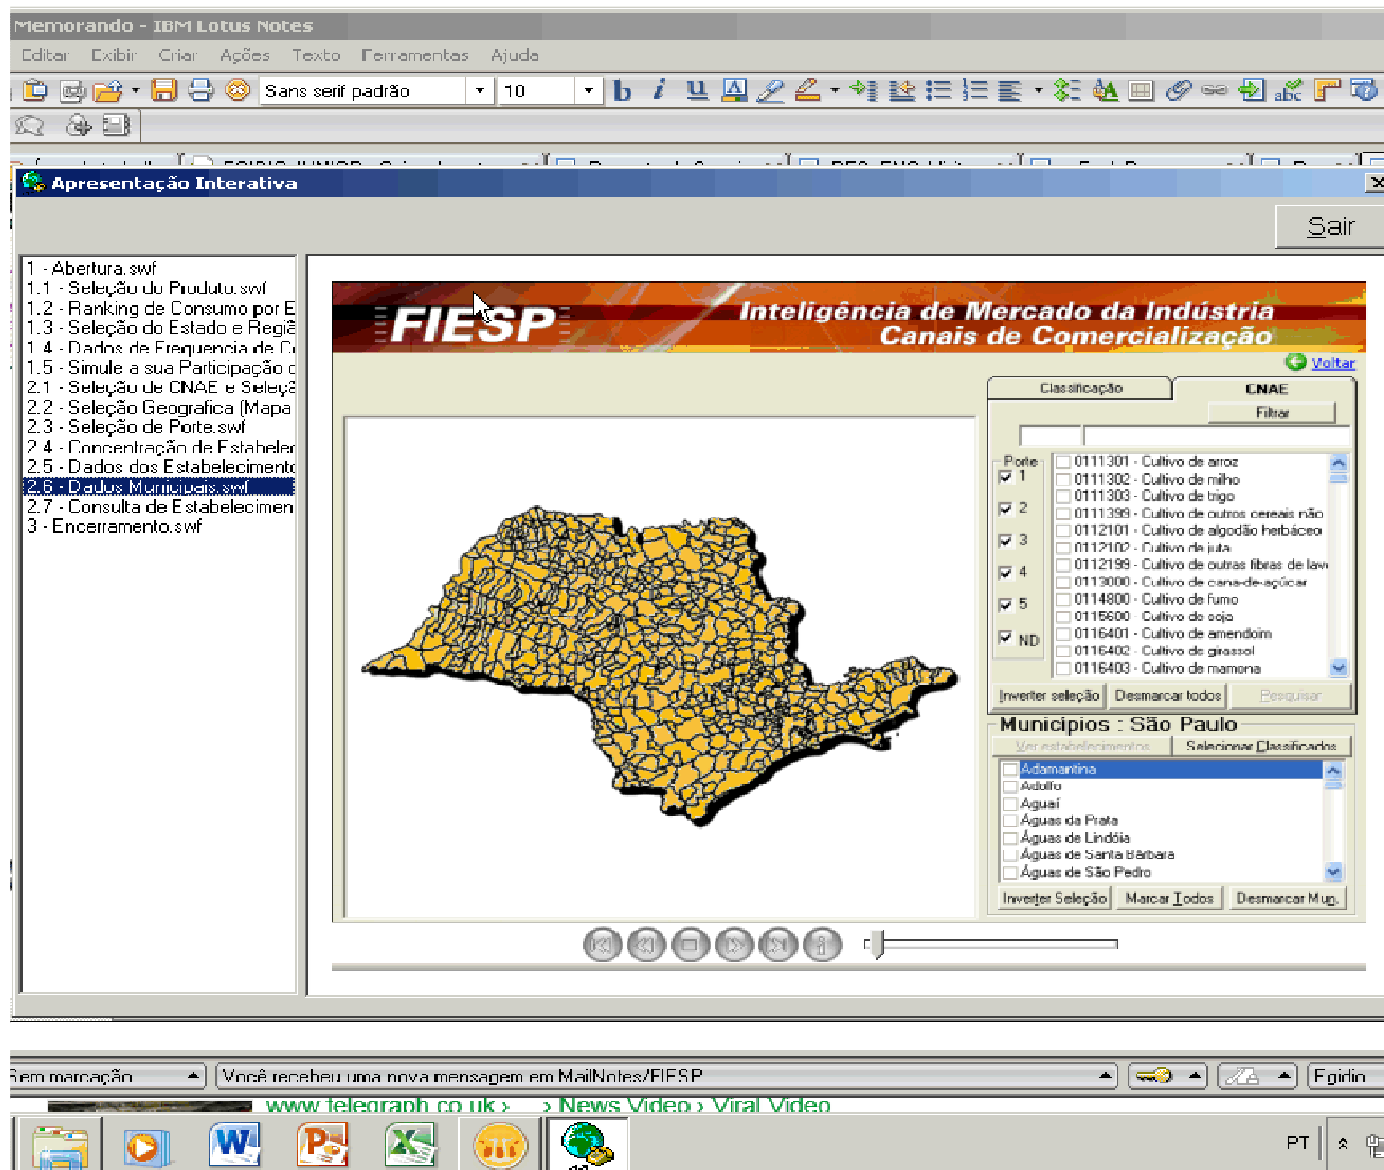 Memorando - IBM Lotus Notes
Editar Exibir Criar Ações Texto Ferramentas Ajuda
Sans serif padrão 10
Apresentação Interativa
Sair
1 - Abertura.swf
1.1 - Seleção do Produto.swf
1.2 - Ranking de Consumo por E
1.3 - Seleção do Estado e Regiã
1.4 - Dados de Frequencia de C
1.5 - Simule a sua Participação c
2.1 - Seleção de CNAE e Seleçã
2.2 - Seleção Geografica (Mapa
2.3 - Seleção de Porte.swf
2.4 - Concentração de Estabeler
2.5 - Dados dos Estabelecimento
2.6 - Dados Municipais.swf
2.7 - Consulta de Estabelecimen
3 - Encerramento.swf
FIESP
Inteligência de Mercado da Indústria
Canais de Comercialização
Voltar
Classificação CNAE
Filtrar
Porte
1
2
3
4
5
ND
0111301 - Cultivo de arroz
0111302 - Cultivo de milho
0111303 - Cultivo de trigo
0111399 - Cultivo de outros cereais não
0112101 - Cultivo de algodão herbáceo
0112102 - Cultivo de juta
0112199 - Cultivo de outras fibras de lav
0113000 - Cultivo de cana-de-açúcar
0114800 - Cultivo de fumo
0115600 - Cultivo de soja
0116401 - Cultivo de amendoim
0116402 - Cultivo de girassol
0116403 - Cultivo de mamona
Inverter seleção Desmarcar todos Pesquisar
Municípios : São Paulo
Ver estabelecimentos Selecionar Classificados
Adamantina
Adolfo
Aguaí
Águas da Prata
Águas de Lindóia
Águas de Santa Bárbara
Águas de São Pedro
Inverter Seleção Marcar Todos Desmarcar Mun.
Sem marcação Você recebeu uma nova mensagem em MailNotes/FIESP Egidio
www.telegraph.co.uk › › News Video › Viral Video
PT